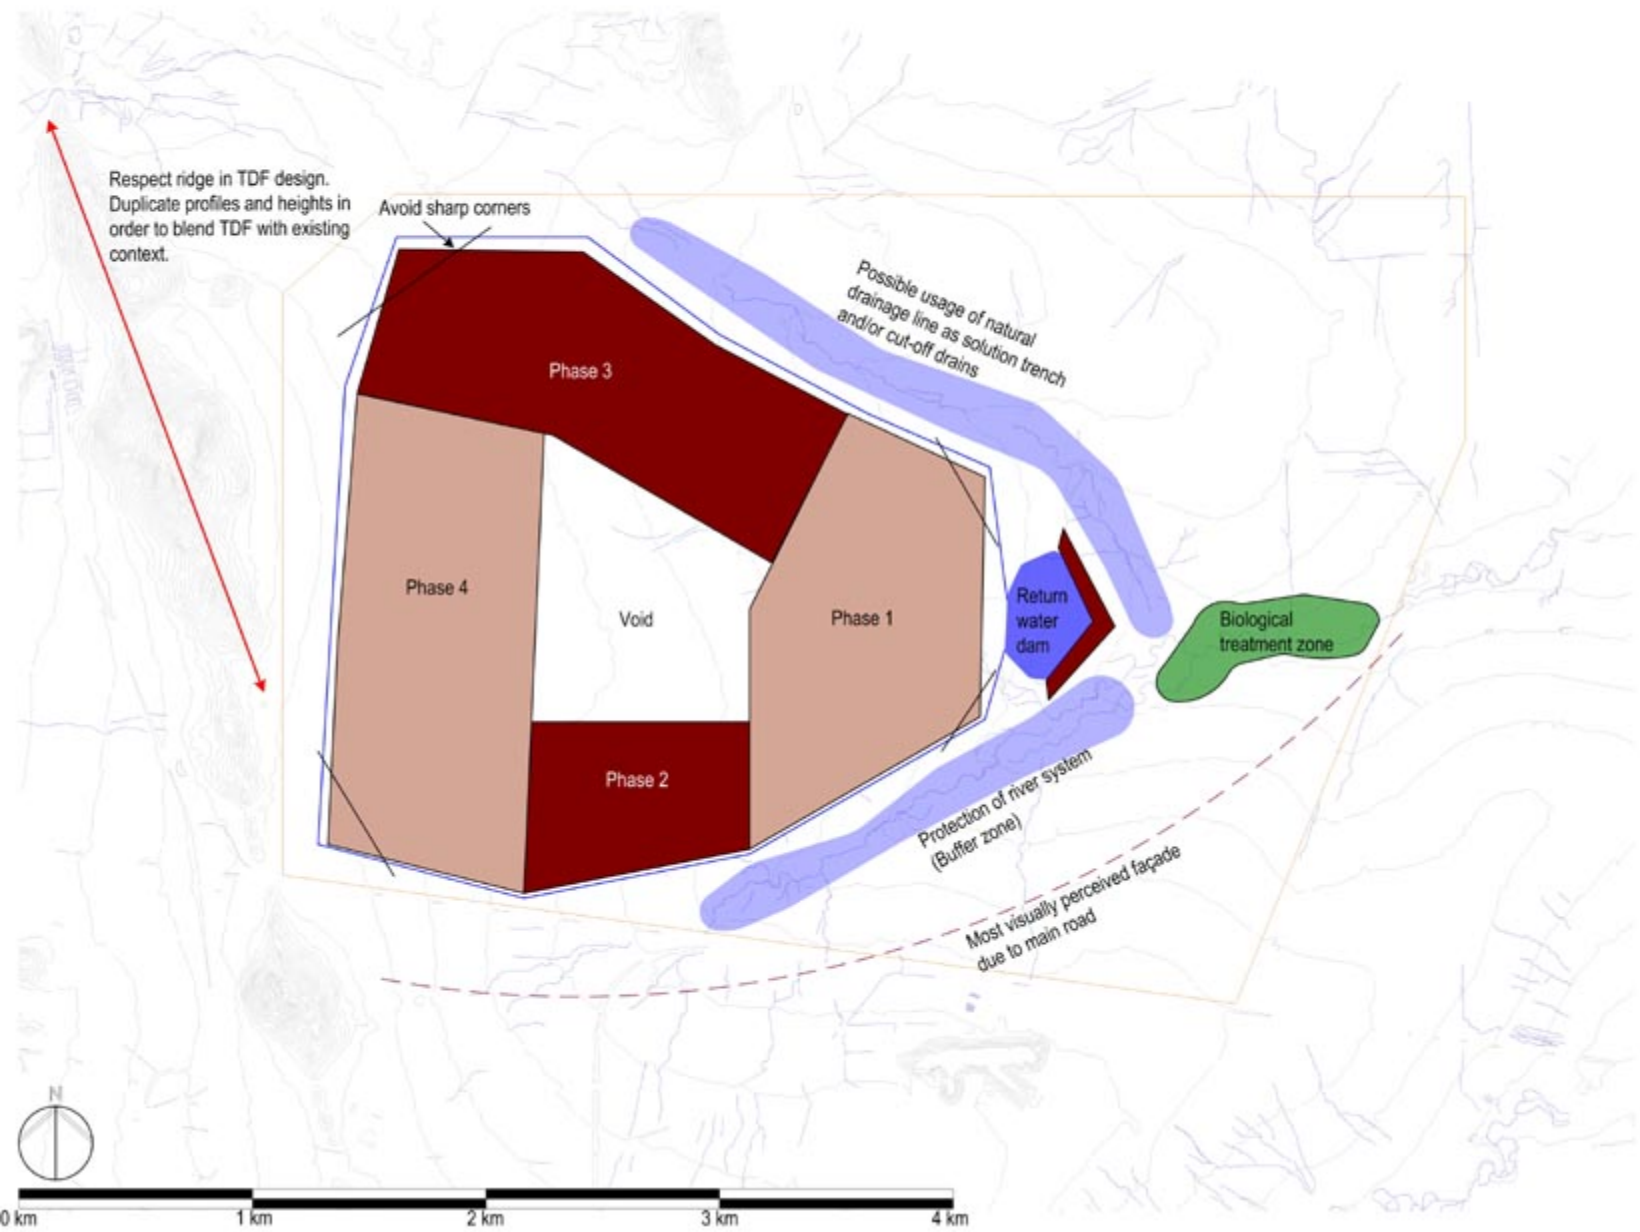 Respect ridge in TDF design.
Duplicate profiles and heights in
order to blend TDF with existing
context.
Avoid sharp corners
Possible usage of natural
drainage line as solution trench
and/or cut-off drains
Phase 3
Phase 4
Void
Phase 1
Return
water
dam
Biological
treatment zone
Phase 2
Protection of river system
(Buffer zone)
Most visually perceived façade
due to main road
N
0 km
1 km
2 km
3 km
4 km